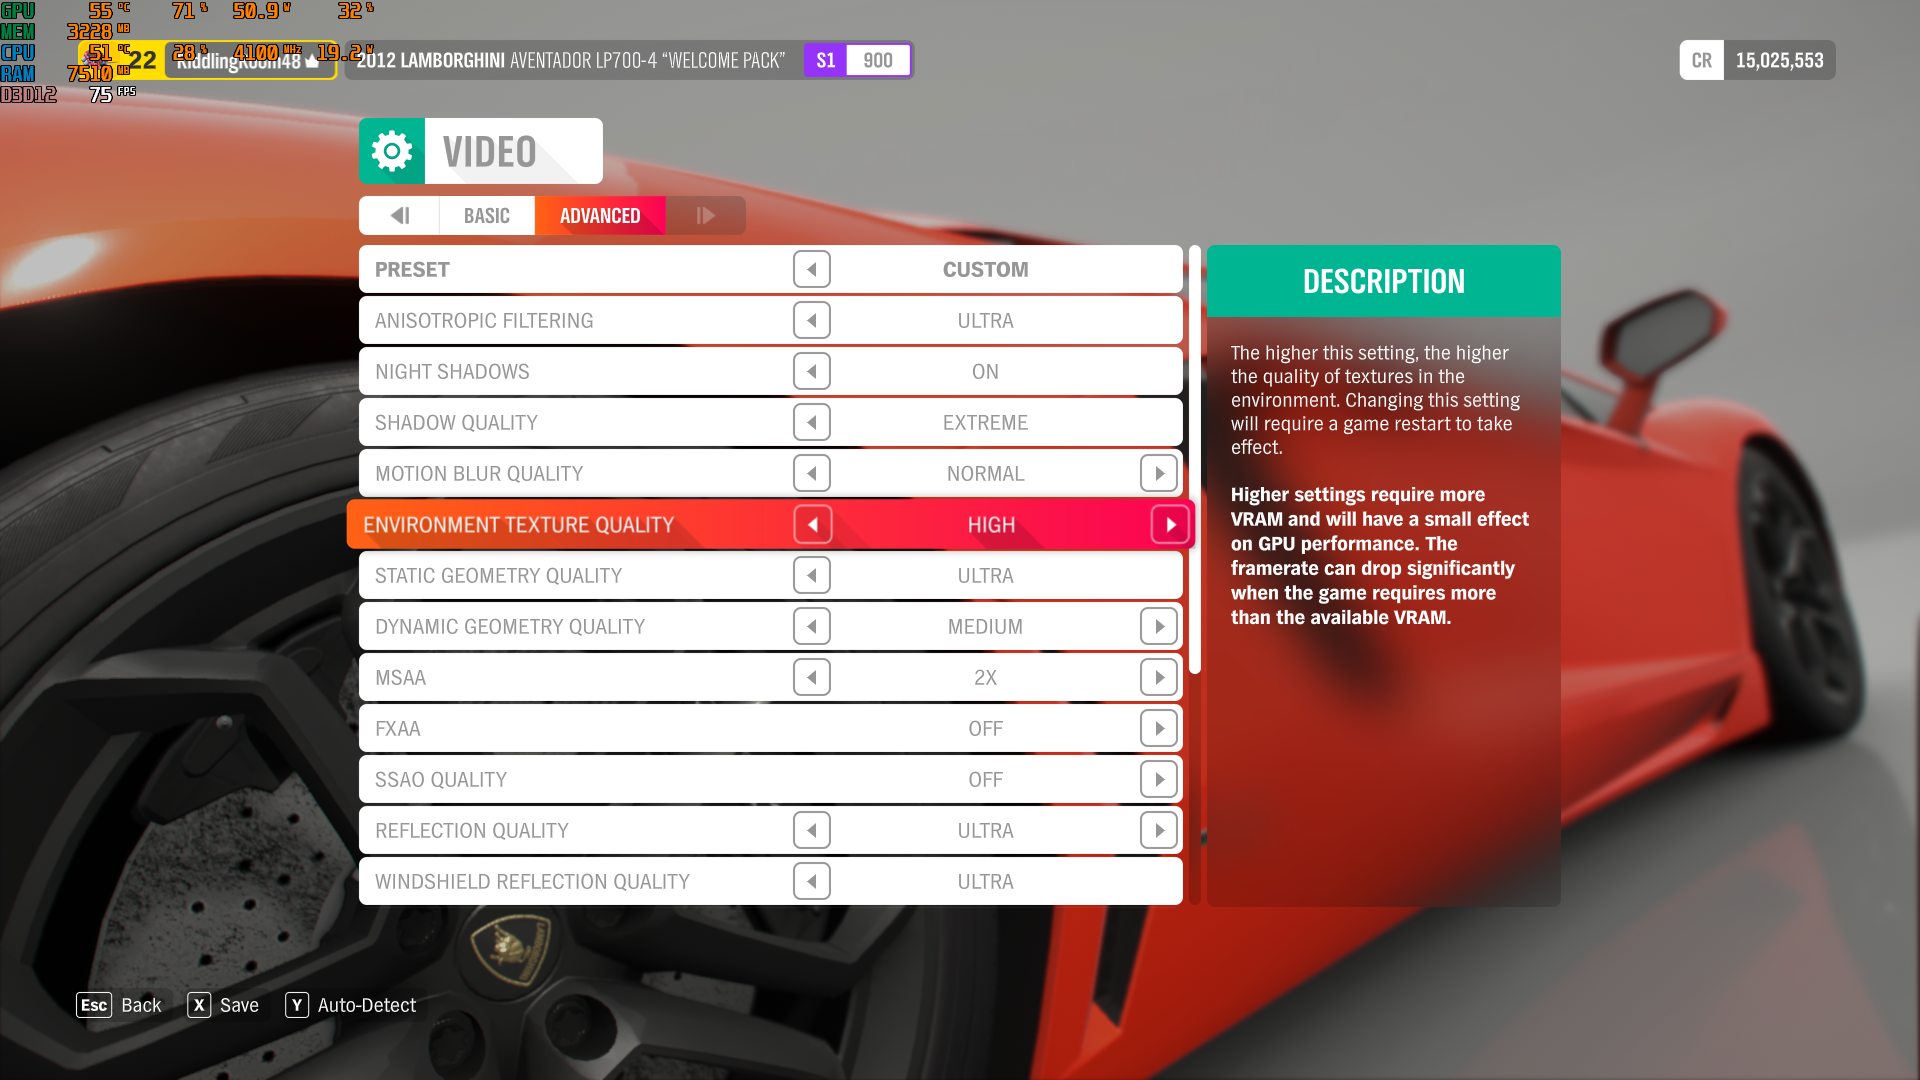 GPU 55 °C 71 % 50.9 W 32 %
MEM 3228 MB
CPU 51 °C 28 % 4100 MHz 19.2 W
RAM 7510 MB
D3D12 75 FPS
22 RiddlingRoom48 2012 LAMBORGHINI AVENTADOR LP700-4 “WELCOME PACK” S1 900
CR 15,025,553
VIDEO
BASIC ADVANCED
PRESET CUSTOM
ANISOTROPIC FILTERING ULTRA
NIGHT SHADOWS ON
SHADOW QUALITY EXTREME
MOTION BLUR QUALITY NORMAL
ENVIRONMENT TEXTURE QUALITY HIGH
STATIC GEOMETRY QUALITY ULTRA
DYNAMIC GEOMETRY QUALITY MEDIUM
MSAA 2X
FXAA OFF
SSAO QUALITY OFF
REFLECTION QUALITY ULTRA
WINDSHIELD REFLECTION QUALITY ULTRA
DESCRIPTION
The higher this setting, the higher
the quality of textures in the
environment. Changing this setting
will require a game restart to take
effect.
Higher settings require more
VRAM and will have a small effect
on GPU performance. The
framerate can drop significantly
when the game requires more
than the available VRAM.
LAMBORGHINI
Esc Back X Save Y Auto-Detect